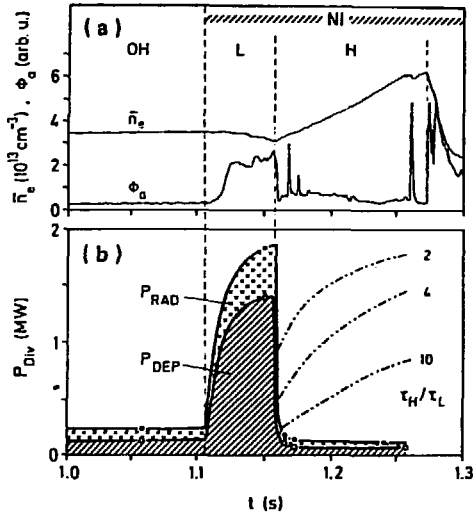 NI
(a)
OH L H
n̄e
Φa
n̄e (10¹³cm⁻³) , Φa (arb. u.)
6
4
2
0
(b)
PRAD
PDEP
PDiv (MW)
2
1
0
2
4
10
τH/τL
1.0 1.1 1.2 1.3
t (s)